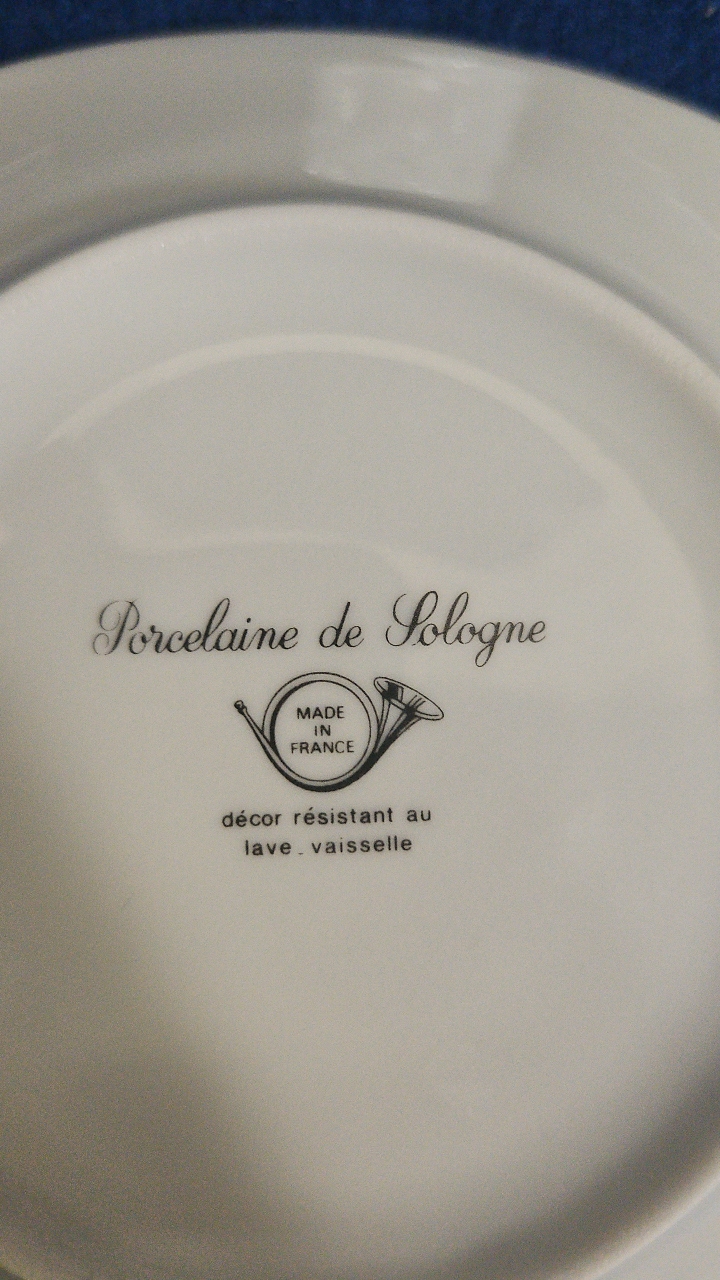 Porcelaine de Sologne
MADE
IN
FRANCE
décor résistant au
lave-vaisselle